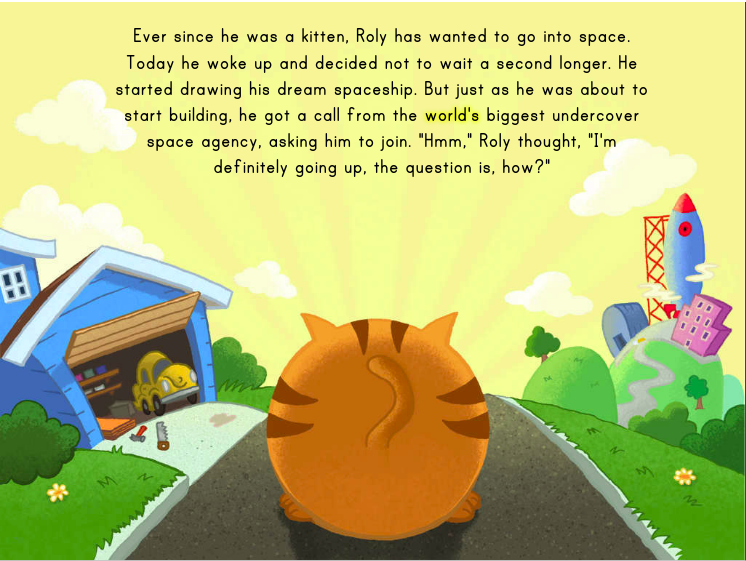 Ever since he was a kitten, Roly has wanted to go into space.
Today he woke up and decided not to wait a second longer. He
started drawing his dream spaceship. But just as he was about to
start building, he got a call from the world's biggest undercover
space agency, asking him to join. "Hmm," Roly thought, "I'm
definitely going up, the question is, how?"